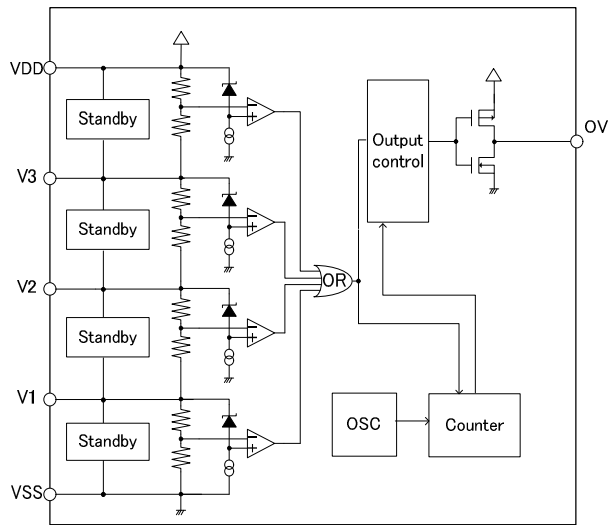 VDD
Standby
V3
Standby
V2
Standby
V1
Standby
VSS
OR
Output
control
OV
OSC
Counter